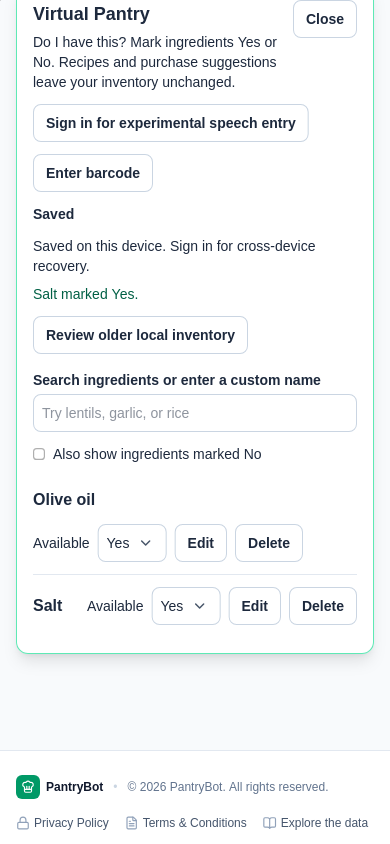 Virtual Pantry
Close
Do I have this? Mark ingredients Yes or
No. Recipes and purchase suggestions
leave your inventory unchanged.
Sign in for experimental speech entry
Enter barcode
Saved
Saved on this device. Sign in for cross-device
recovery.
Salt marked Yes.
Review older local inventory
Search ingredients or enter a custom name
Try lentils, garlic, or rice
Also show ingredients marked No
Olive oil
Available Yes Edit Delete
Salt Available Yes Edit Delete
PantryBot • © 2026 PantryBot. All rights reserved.
Privacy Policy Terms & Conditions Explore the data